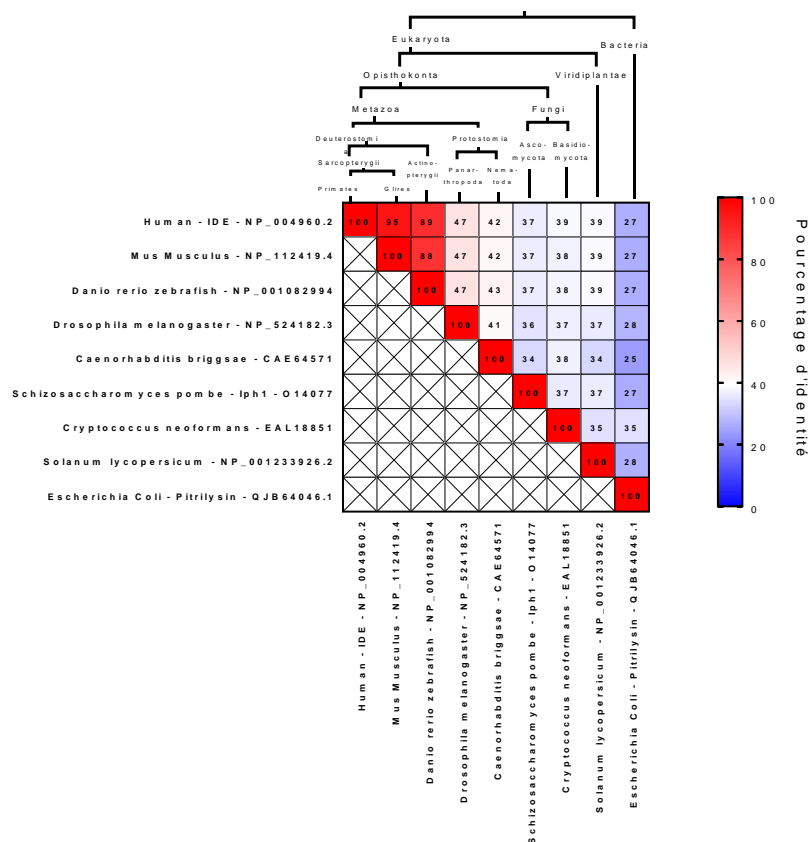 Eukaryota
Bacteria
Opisthokonta
Viridiplantae
Metazoa
Fungi
Deuterostomi
a
Protostomia
Asco-
mycota
Basidio-
mycota
Sarcopterygii
Actino-
pterygii
Panar-
thropoda
Nema-
toda
Primates
Glires
Human - IDE - NP_004960.2 100 95 89 47 42 37 39 39 27
Mus Musculus - NP_112419.4 100 88 47 42 37 38 39 27
Danio rerio zebrafish - NP_001082994 100 47 43 37 38 39 27
Drosophila melanogaster - NP_524182.3 100 41 36 37 37 28
Caenorhabditis briggsae - CAE64571 100 34 38 34 25
Schizosaccharomyces pombe - Iph1 - O14077 100 37 37 27
Cryptococcus neoformans - EAL18851 100 35 35
Solanum lycopersicum - NP_001233926.2 100 28
Escherichia Coli - Pitrilysin - QJB64046.1 100
Human - IDE - NP_004960.2
Mus Musculus - NP_112419.4
Danio rerio zebrafish - NP_001082994
Drosophila melanogaster - NP_524182.3
Caenorhabditis briggsae - CAE64571
Schizosaccharomyces pombe - Iph1 - O14077
Cryptococcus neoformans - EAL18851
Solanum lycopersicum - NP_001233926.2
Escherichia Coli - Pitrilysin - QJB64046.1
100
80
60
40
20
0
Pourcentage d'identité